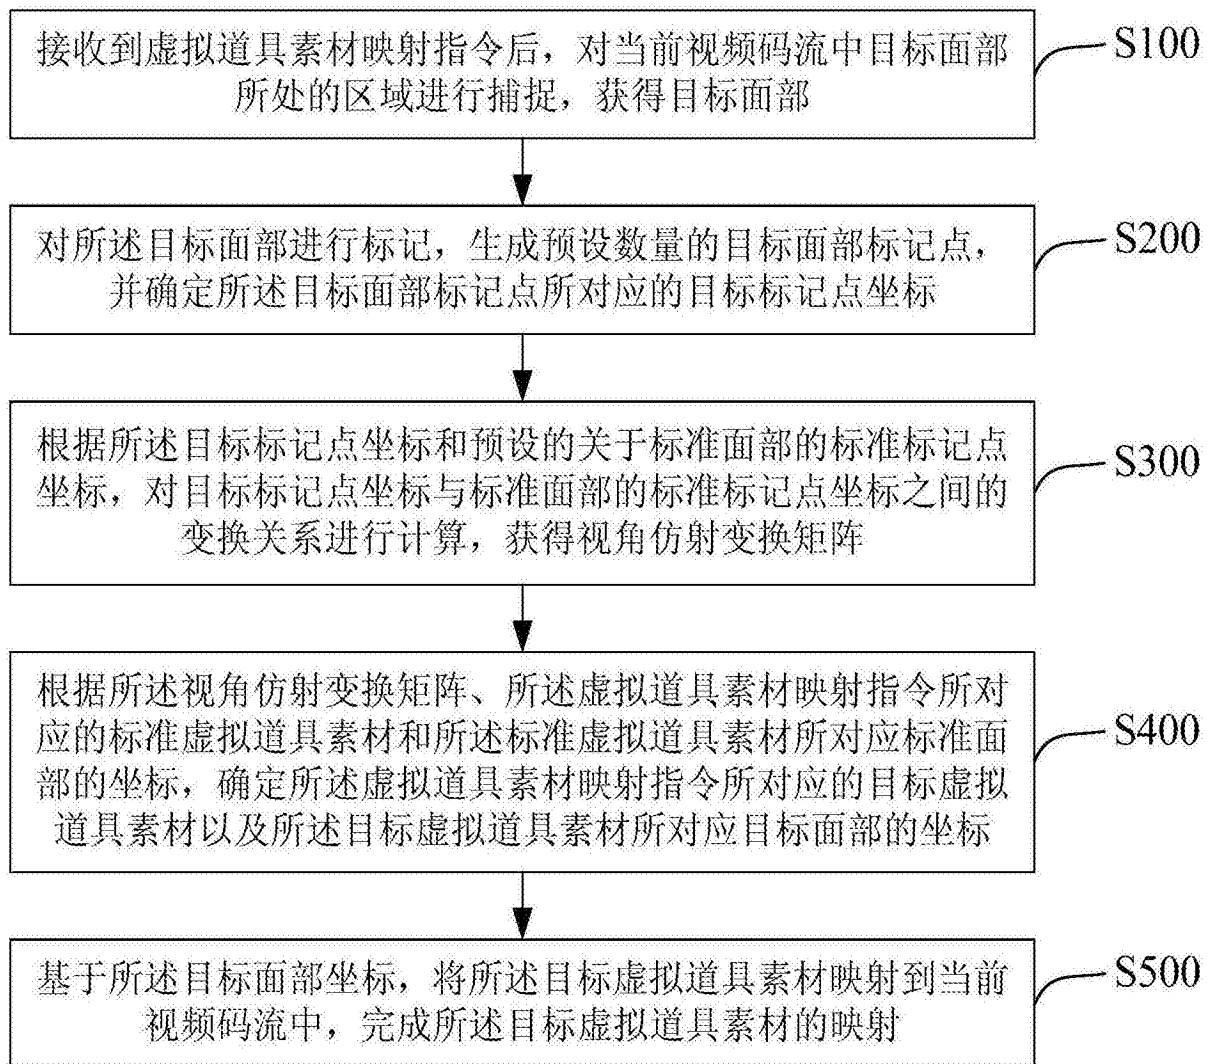 接收到虚拟道具素材映射指令后，对当前视频码流中目标面部
所处的区域进行捕捉，获得目标面部
S100
对所述目标面部进行标记，生成预设数量的目标面部标记点，
并确定所述目标面部标记点所对应的目标标记点坐标
S200
根据所述目标标记点坐标和预设的关于标准面部的标准标记点
坐标，对目标标记点坐标与标准面部的标准标记点坐标之间的
变换关系进行计算，获得视角仿射变换矩阵
S300
根据所述视角仿射变换矩阵、所述虚拟道具素材映射指令所对
应的标准虚拟道具素材和所述标准虚拟道具素材所对应标准面
部的坐标，确定所述虚拟道具素材映射指令所对应的目标虚拟
道具素材以及所述目标虚拟道具素材所对应目标面部的坐标
S400
基于所述目标面部坐标，将所述目标虚拟道具素材映射到当前
视频码流中，完成所述目标虚拟道具素材的映射
S500